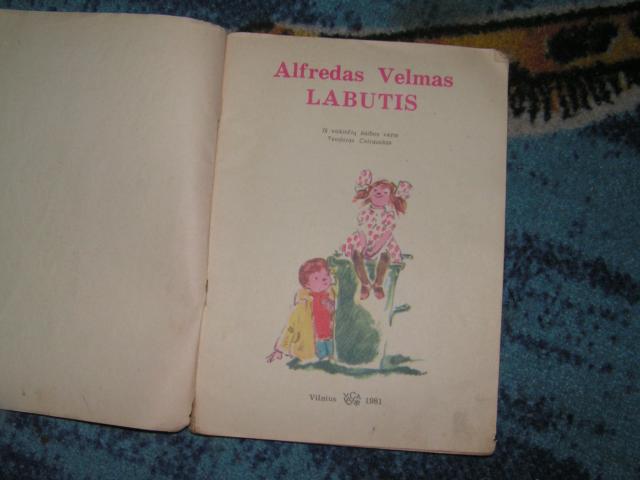 Alfredas Velmas
LABUTIS
Iš vokiečių kalbos vertė
Teodoras Četrauskas
Vilnius
1981